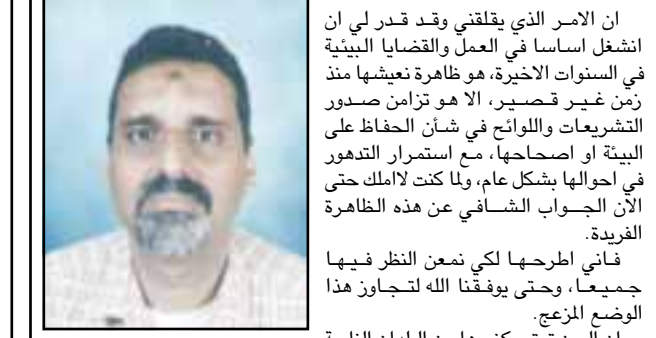 ان الامر الذي يقلقني وقد قدر لي ان
انشغل اساسا في العمل والقضايا البيئية
في السنوات الاخيرة، هو ظاهرة نعيشها منذ
زمن غير قصير، الا هو تزامن صدور
التشريعات واللوائح في شأن الحفاظ على
البيئة او اصحاحها، مع استمرار التدهور
في احوالها بشكل عام، ولما كنت لااملك حتى
الآن الجواب الشافي عن هذه الظاهرة
الفريدة.
فاني اطرحها لكي نمعن النظر فيها
جميعا، وحتى يوفقنا الله لتجاوز هذا
الوضع المزعج.